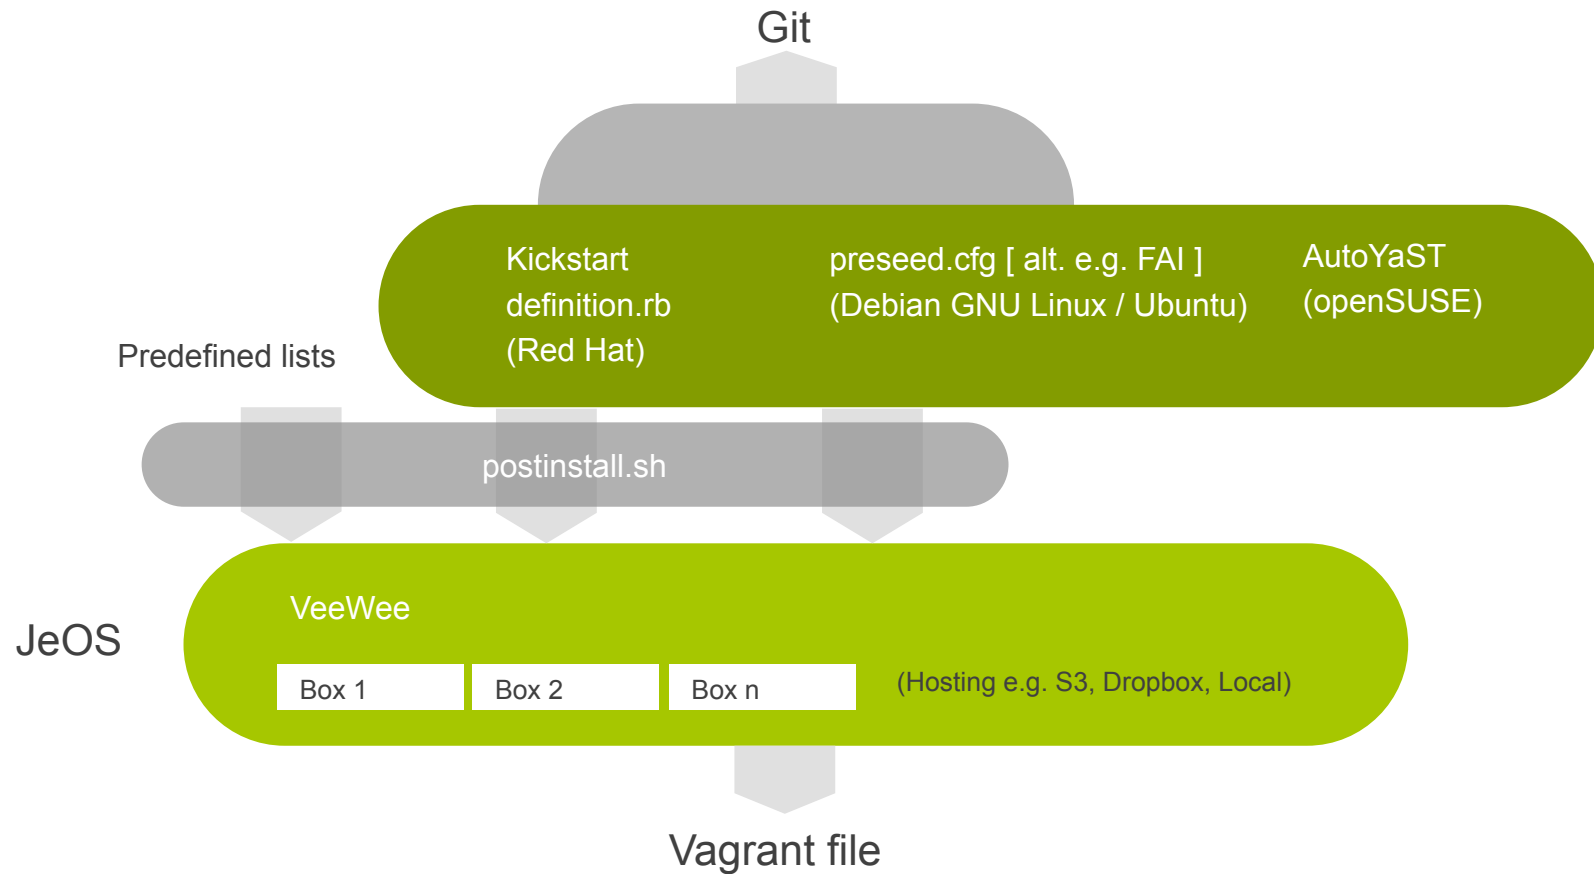 Git
Kickstart
definition.rb
(Red Hat)
preseed.cfg [ alt. e.g. FAI ]
(Debian GNU Linux / Ubuntu)
AutoYaST
(openSUSE)
Predefined lists
postinstall.sh
JeOS
VeeWee
Box 1
Box 2
Box n
(Hosting e.g. S3, Dropbox, Local)
Vagrant file